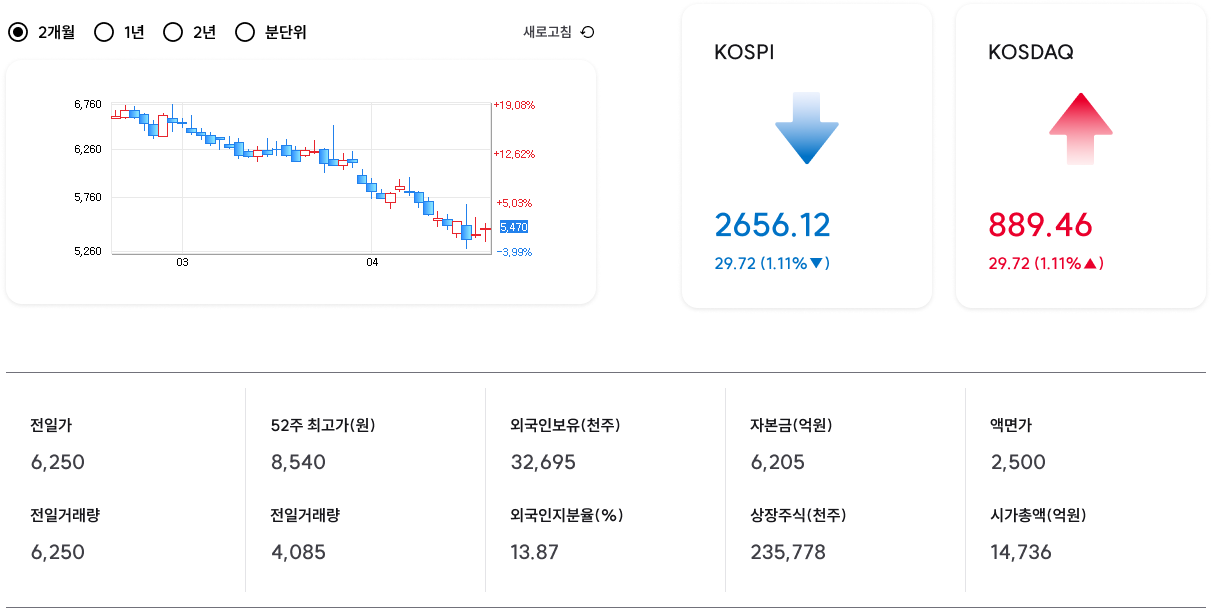 2개월 1년 2년 분단위 새로고침
6,760 +19,08%
6,260 +12,62%
5,760 +5,03%
5,470
5,260 -3,99%
03 04
KOSPI
2656.12
29.72 (1.11%▼)
KOSDAQ
889.46
29.72 (1.11%▲)
전일가 52주 최고가(원) 외국인보유(천주) 자본금(억원) 액면가
6,250 8,540 32,695 6,205 2,500
전일거래량 전일거래량 외국인지분율(%) 상장주식(천주) 시가총액(억원)
6,250 4,085 13.87 235,778 14,736